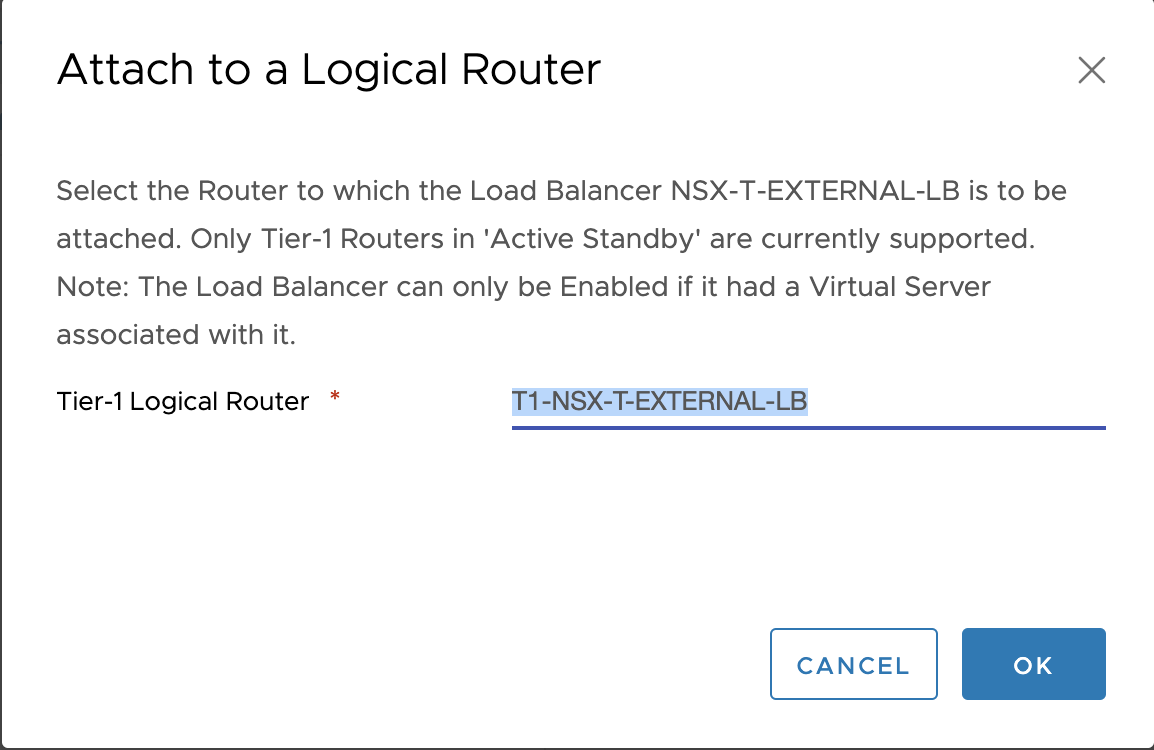 Attach to a Logical Router
Select the Router to which the Load Balancer NSX-T-EXTERNAL-LB is to be
attached. Only Tier-1 Routers in 'Active Standby' are currently supported.
Note: The Load Balancer can only be Enabled if it had a Virtual Server
associated with it.
Tier-1 Logical Router * T1-NSX-T-EXTERNAL-LB
CANCEL OK